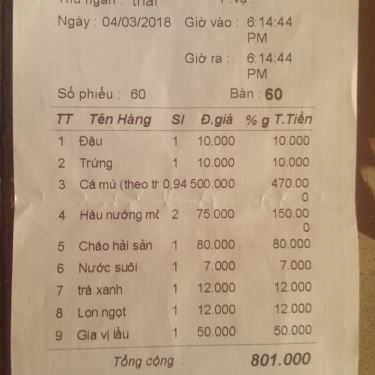 thái
Ngày : 04/03/2018 Giờ vào : 6:14:44
PM
Giờ ra : 6:14:44
PM
Số phiếu : 60 Bàn : 60
TT Tên Hàng Sl Đ.giá % g T.Tiền
1 Đậu 1 10.000 10.000
2 Trứng 1 10.000 10.000
3 Cá mú (theo th 0,94 500.000 470.00
0
4 Hàu nướng mỡ 2 75.000 150.00
0
5 Cháo hải sản 1 80.000 80.000
6 Nước suối 1 7.000 7.000
7 trà xanh 1 12.000 12.000
8 Lon ngọt 1 12.000 12.000
9 Gia vị lẩu 1 50.000 50.000
Tổng cộng 801.000